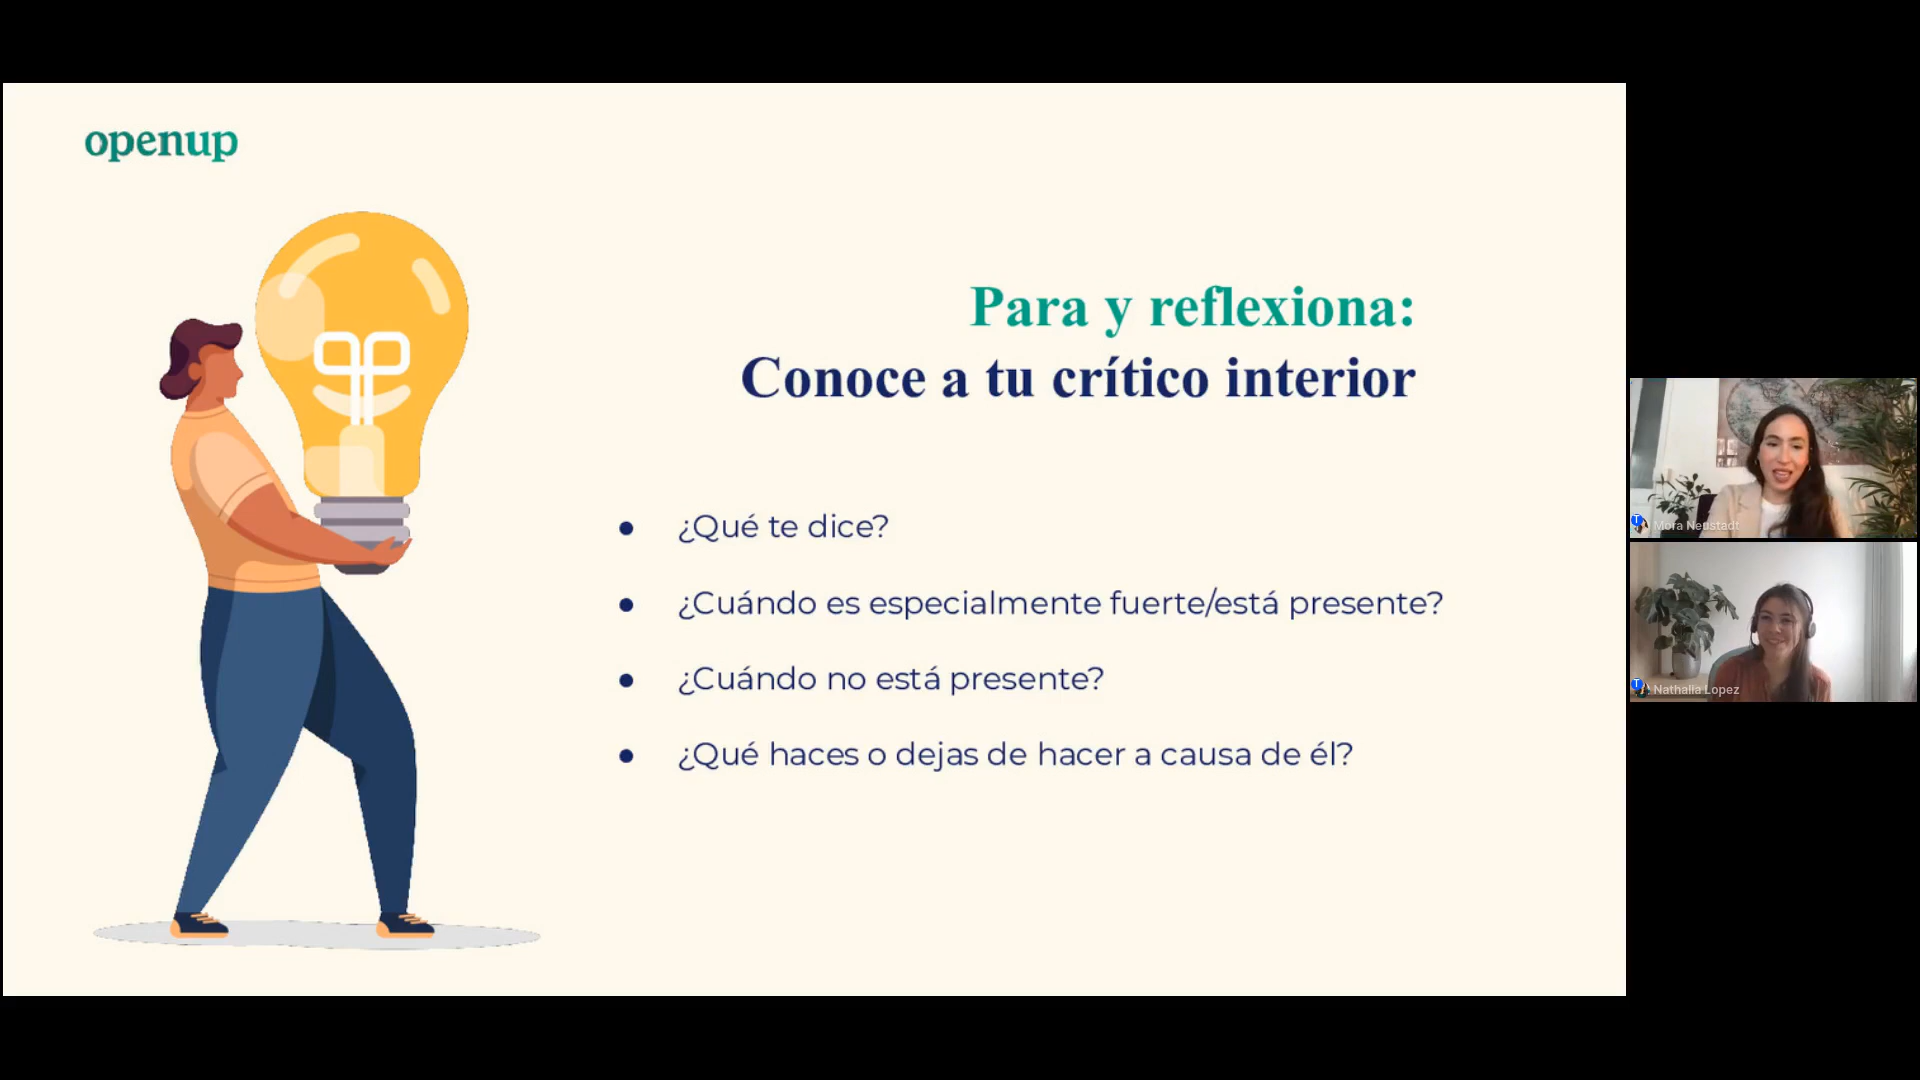 openup
Para y reflexiona:
Conoce a tu crítico interior
¿Qué te dice?
¿Cuándo es especialmente fuerte/está presente?
¿Cuándo no está presente?
¿Qué haces o dejas de hacer a causa de él?
Mora Neustadt
Nathalia Lopez